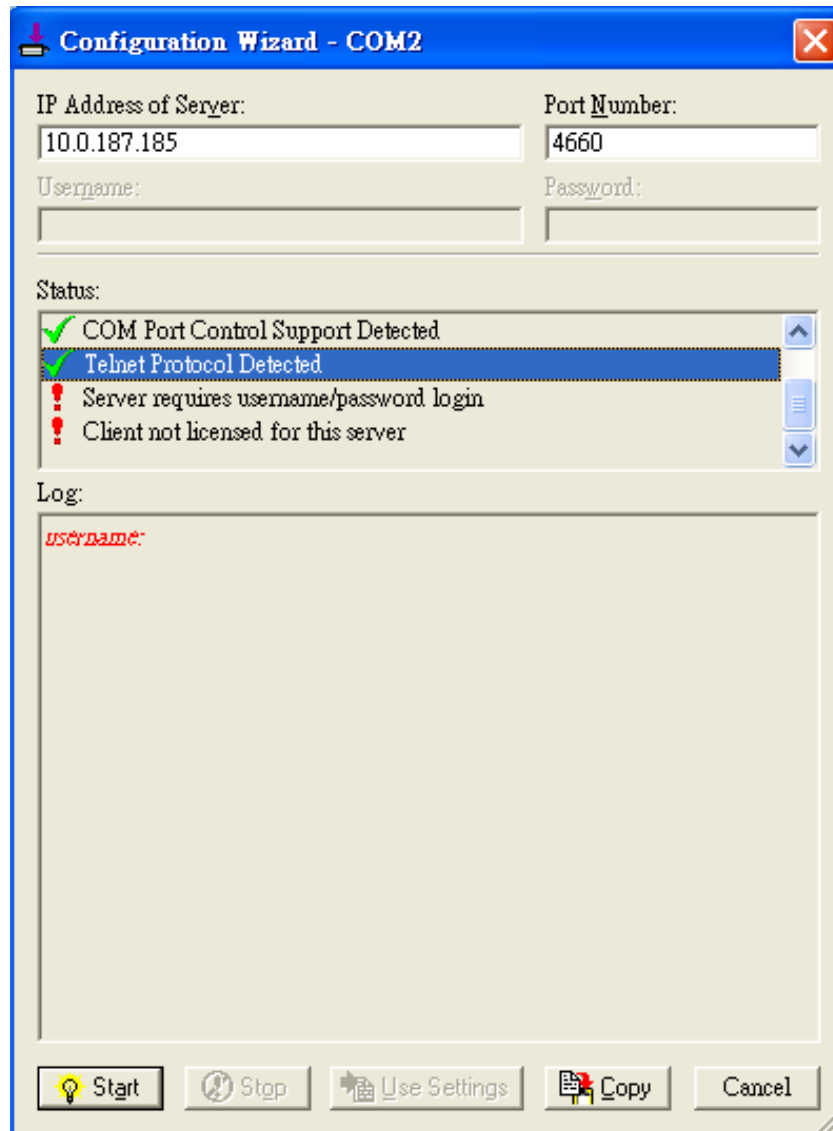 Configuration Wizard - COM2
IP Address of Server: Port Number:
10.0.187.185 4660
Username: Password:
Status:
COM Port Control Support Detected
Telnet Protocol Detected
Server requires username/password login
Client not licensed for this server
Log:
username:
Start Stop Use Settings Copy Cancel